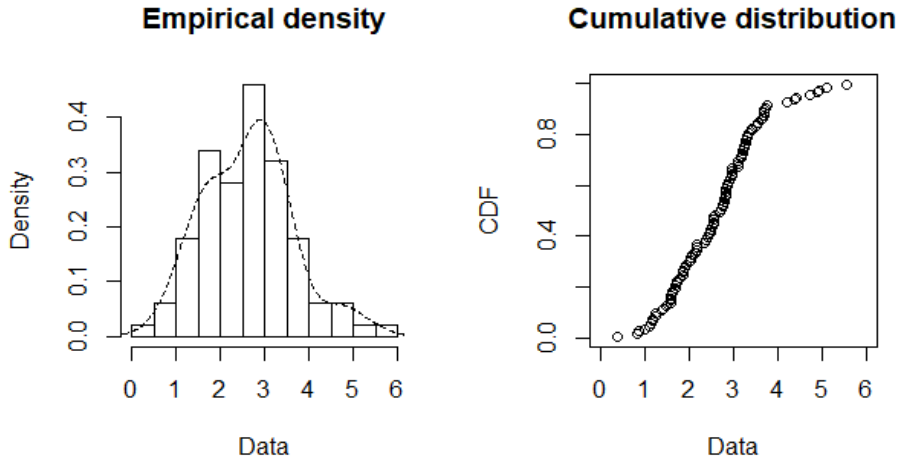 Empirical density
Cumulative distribution
Density
0.0 0.1 0.2 0.3 0.4
0 1 2 3 4 5 6
Data
CDF
0.0 0.4 0.8
0 1 2 3 4 5 6
Data